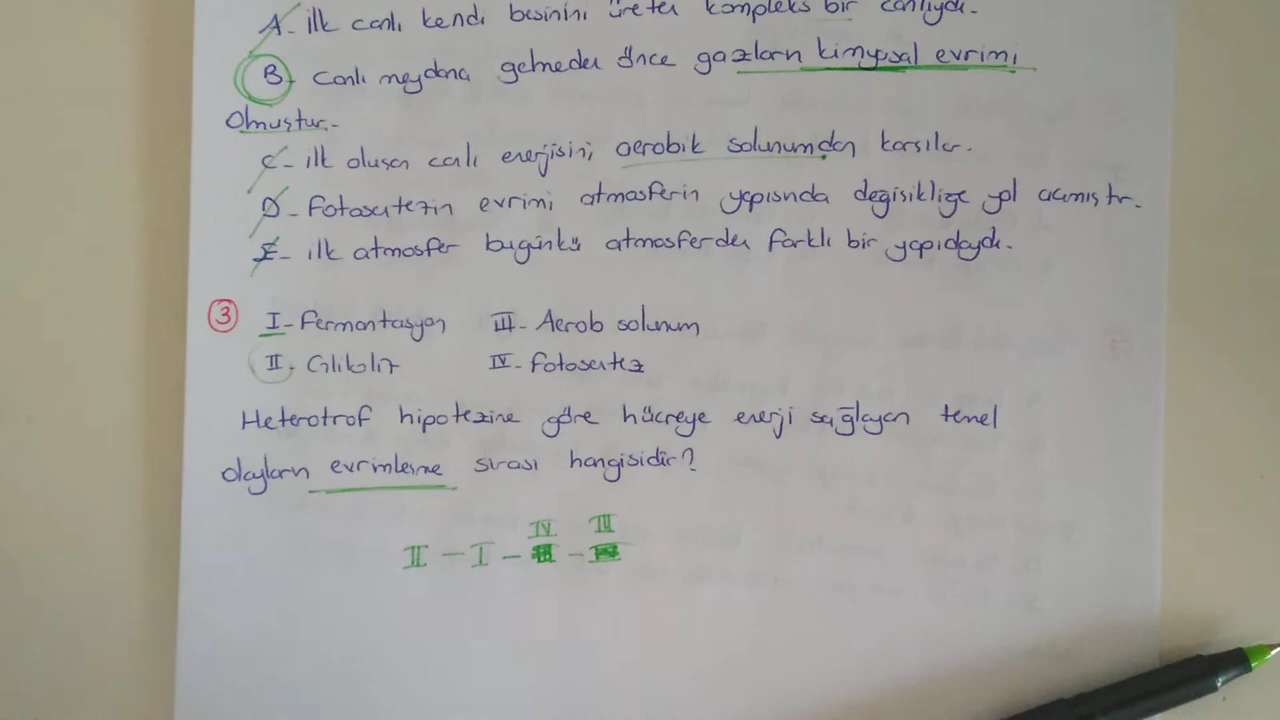 A- ilk canlı kendi besinini üreten kompleks bir canlıydı.
B- Canlı meydana gelmeden önce gazların kimyasal evrimi
olmuştur.
C- ilk oluşan canlı enerjisini aerobik solunumdan karşılar.
D- Fotosentezin evrimi atmosferin yapısında değişikliğe yol açmıştır.
E- ilk atmosfer bugünkü atmosferden farklı bir yapıdaydı.
3 I- Fermantasyon III- Aerob solunum
II- Glikoliz IV- Fotosentez
Heterotrof hipotezine göre hücreye enerji sağlayan temel
olayların evrimleşme sırası hangisidir?
IV III
II - I - -